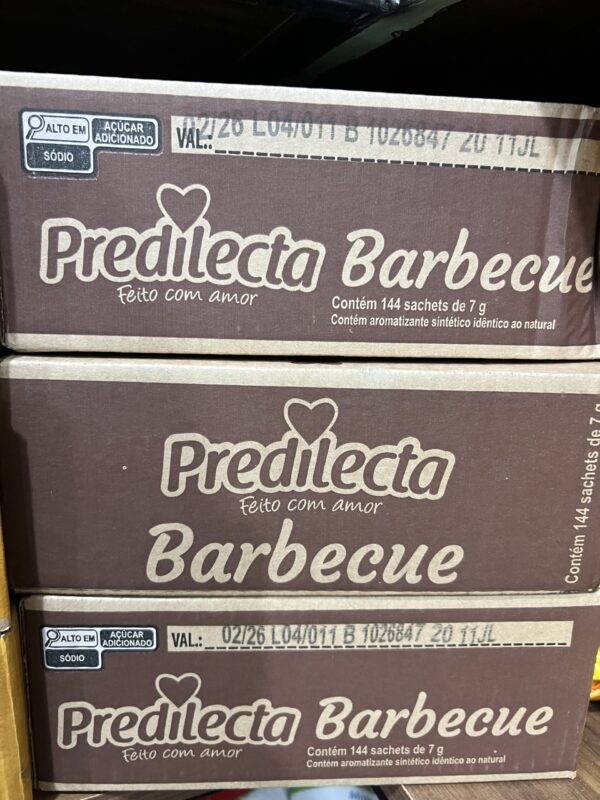 ALTO EM
AÇÚCAR
ADICIONADO
SÓDIO
VAL.: 02/26 L04/011 B 1026847 20 11JL
Predilecta Barbecue
Feito com amor
Contém 144 sachets de 7 g
Contém aromatizante sintético idêntico ao natural
Predilecta
Feito com amor
Barbecue
Contém 144 sachets de 7 g
ALTO EM
AÇÚCAR
ADICIONADO
SÓDIO
VAL.: 02/26 L04/011 B 1026847 20 11JL
Predilecta Barbecue
Feito com amor
Contém 144 sachets de 7 g
Contém aromatizante sintético idêntico ao natural